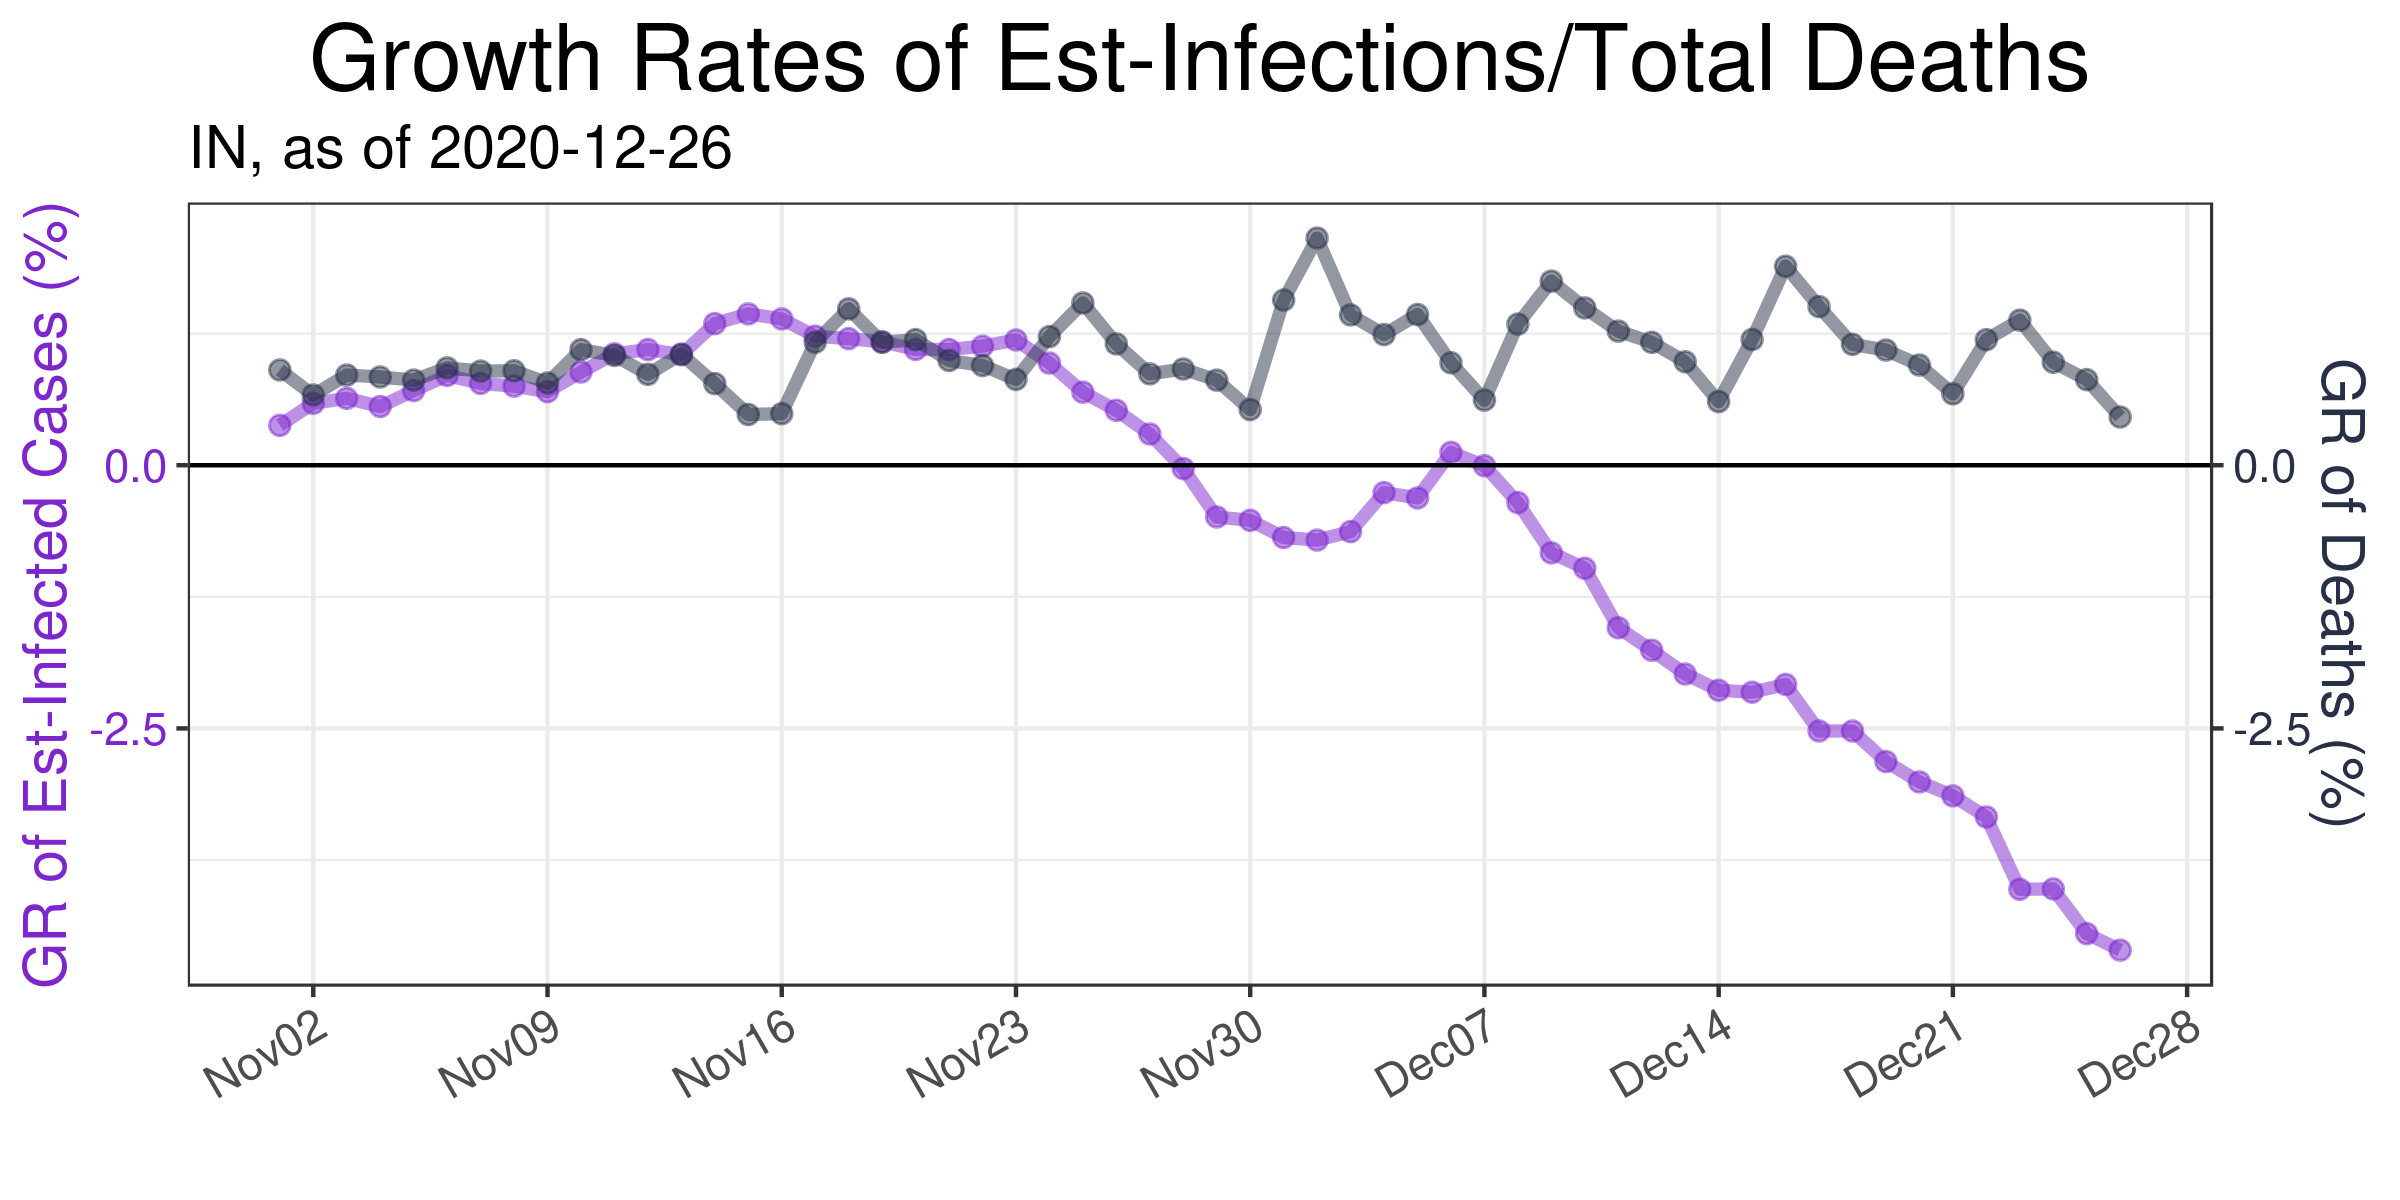 Growth Rates of Est-Infections/Total Deaths
IN, as of 2020-12-26
GR of Est-Infected Cases (%)
0.0
-2.5
0.0
-2.5
GR of Deaths (%)
Nov02
Nov09
Nov16
Nov23
Nov30
Dec07
Dec14
Dec21
Dec28